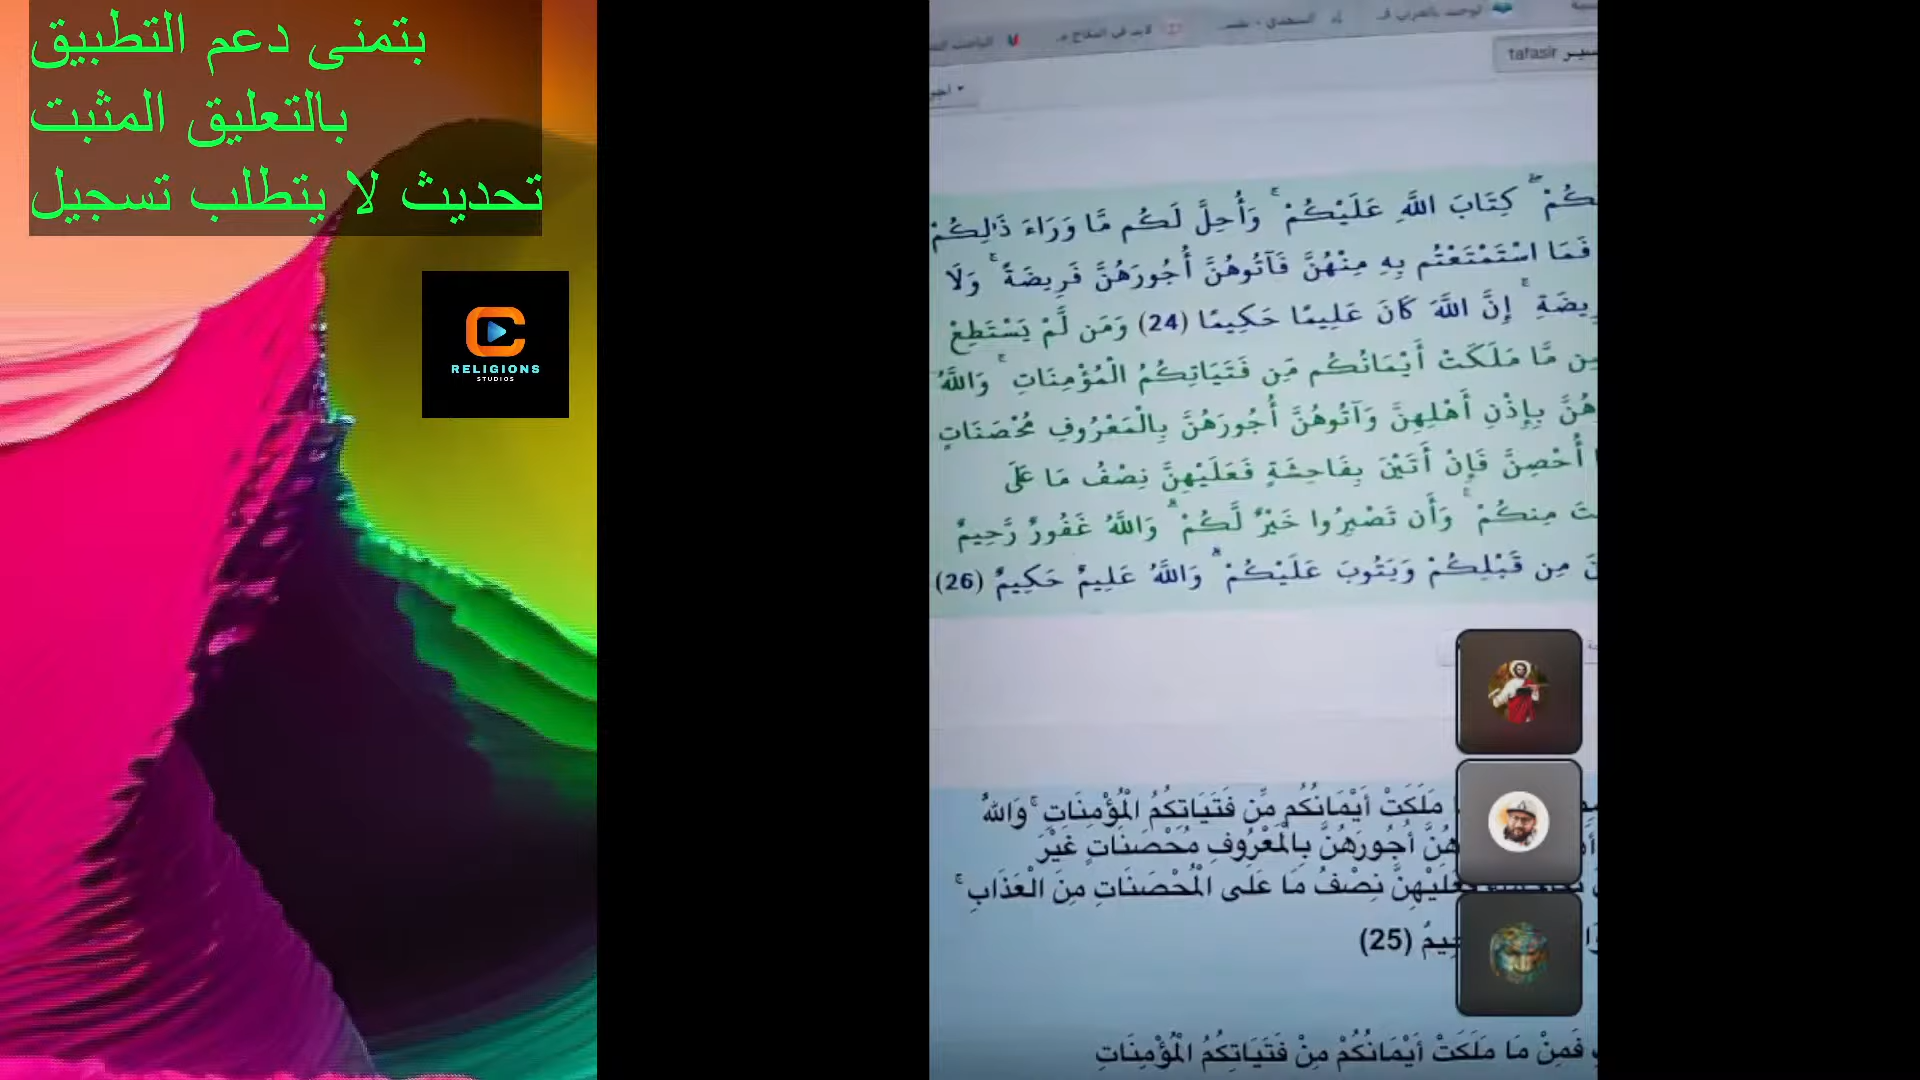 بتمنى دعم التطبيق
بالتعليق المثبت
تحديث لا يتطلب تسجيل
RELIGIONS
STUDIOS
tafasir
كِتَابَ اللَّهِ عَلَيْكُمْ ۚ وَأُحِلَّ لَكُم مَّا وَرَاءَ ذَٰلِكُمْ
فَمَا اسْتَمْتَعْتُم بِهِ مِنْهُنَّ فَآتُوهُنَّ أُجُورَهُنَّ فَرِيضَةً ۚ وَلَا
إِنَّ اللَّهَ كَانَ عَلِيمًا حَكِيمًا (24) وَمَن لَّمْ يَسْتَطِعْ
مَّا مَلَكَتْ أَيْمَانُكُم مِّن فَتَيَاتِكُمُ الْمُؤْمِنَاتِ ۚ وَاللَّهُ
بِإِذْنِ أَهْلِهِنَّ وَآتُوهُنَّ أُجُورَهُنَّ بِالْمَعْرُوفِ مُحْصَنَاتٍ
أُحْصِنَّ فَإِنْ أَتَيْنَ بِفَاحِشَةٍ فَعَلَيْهِنَّ نِصْفُ مَا عَلَى
مِنكُمْ ۚ وَأَن تَصْبِرُوا خَيْرٌ لَّكُمْ ۗ وَاللَّهُ غَفُورٌ رَّحِيمٌ
مِن قَبْلِكُمْ وَيَتُوبَ عَلَيْكُمْ ۗ وَاللَّهُ عَلِيمٌ حَكِيمٌ (26)
مَلَكَتْ أَيْمَانُكُم مِّن فَتَيَاتِكُمُ الْمُؤْمِنَاتِ ۚ وَاللَّهُ
أُجُورَهُنَّ بِالْمَعْرُوفِ مُحْصَنَاتٍ غَيْرَ
نِصْفُ مَا عَلَى الْمُحْصَنَاتِ مِنَ الْعَذَابِ ۚ
(25)
فَمِنْ مَا مَلَكَتْ أَيْمَانُكُمْ مِنْ فَتَيَاتِكُمُ الْمُؤْمِنَاتِ